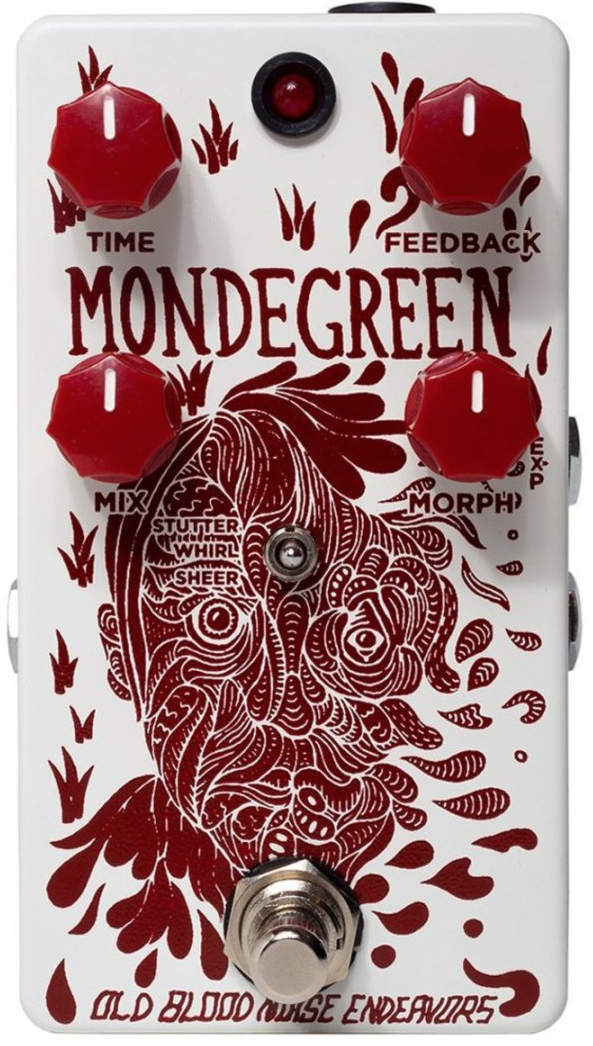 TIME FEEDBACK
MONDEGREEN
EXP
MIX MORPH
STUTTER
WHIRL
SHEER
OLD BLOOD NOISE ENDEAVORS